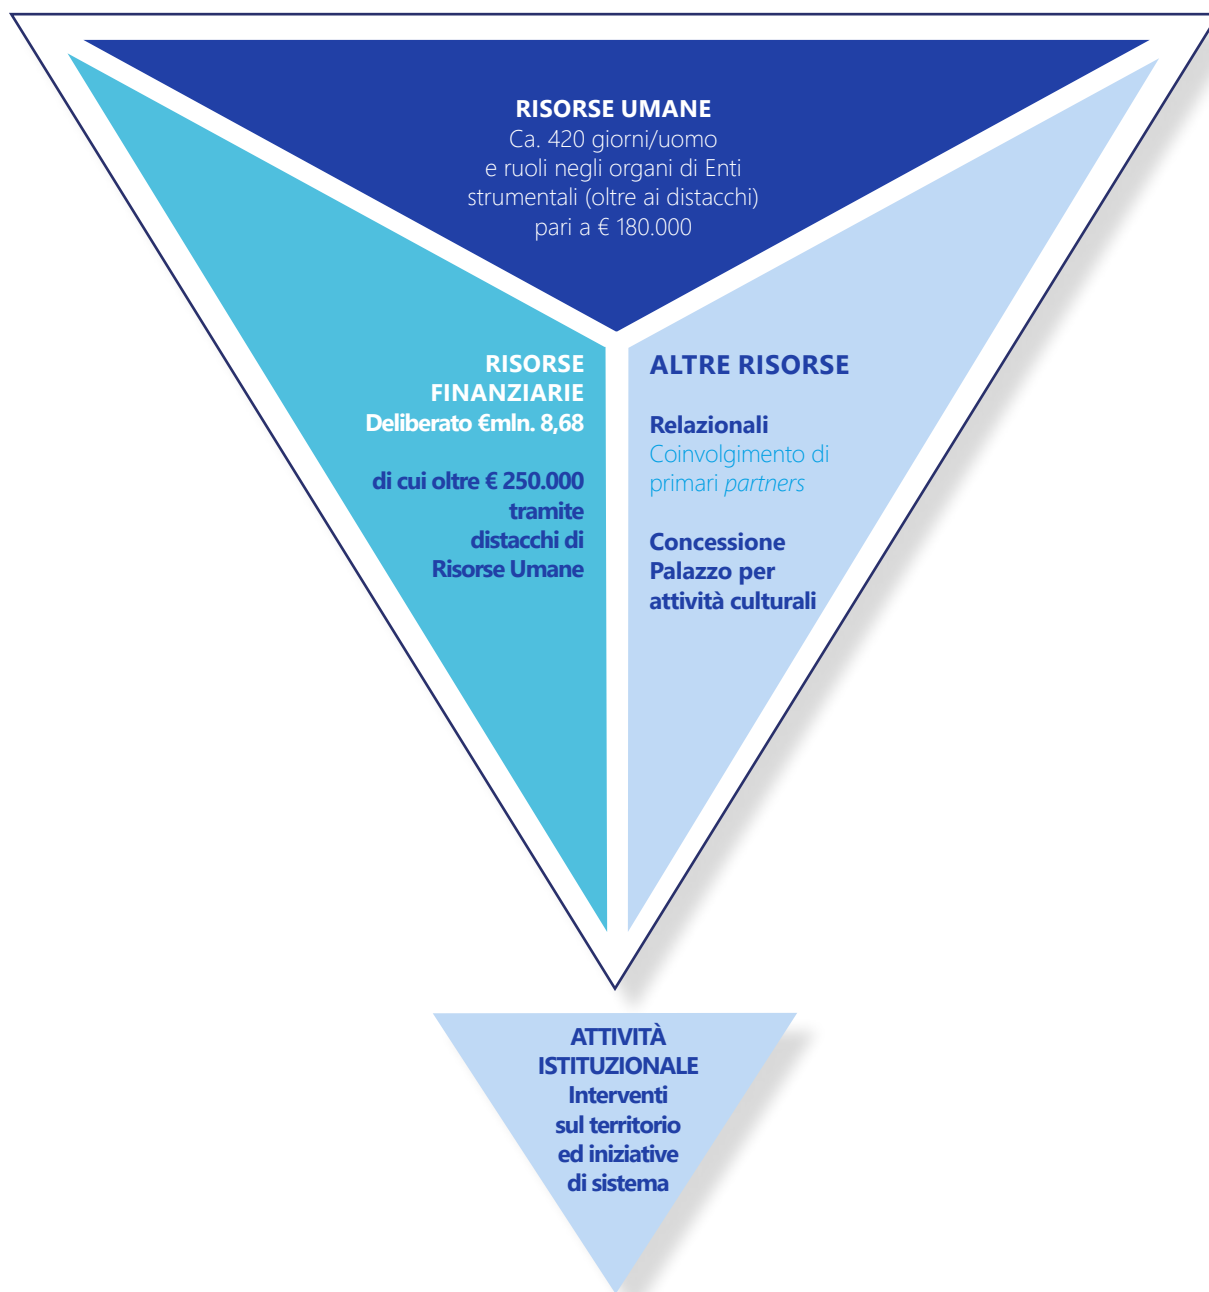 RISORSE UMANE
Ca. 420 giorni/uomo
e ruoli negli organi di Enti
strumentali (oltre ai distacchi)
pari a € 180.000
RISORSE
FINANZIARIE
Deliberato €mln. 8,68
di cui oltre € 250.000
tramite
distacchi di
Risorse Umane
ALTRE RISORSE
Relazionali
Coinvolgimento di
primari partners
Concessione
Palazzo per
attività culturali
ATTIVITÀ
ISTITUZIONALE
Interventi
sul territorio
ed iniziative
di sistema